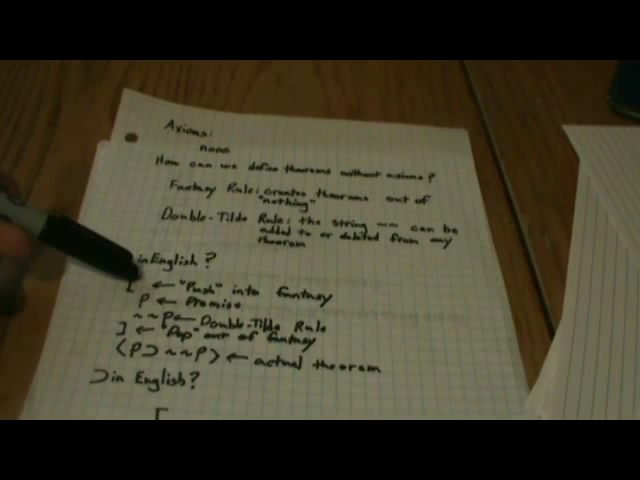 Axioms:
none
How can we define theorems without axioms?
Fantasy Rule: creates theorems out of
"nothing"
Double-Tilde Rule: the string ~~ can be
added to or deleted from any
theorem
in English?
[ ← "Push" into fantasy
P ← Premise
~~P ← Double-Tilde Rule
] ← "Pop" out of fantasy
<P⊃~~P> ← actual theorem
⊃ in English?
[